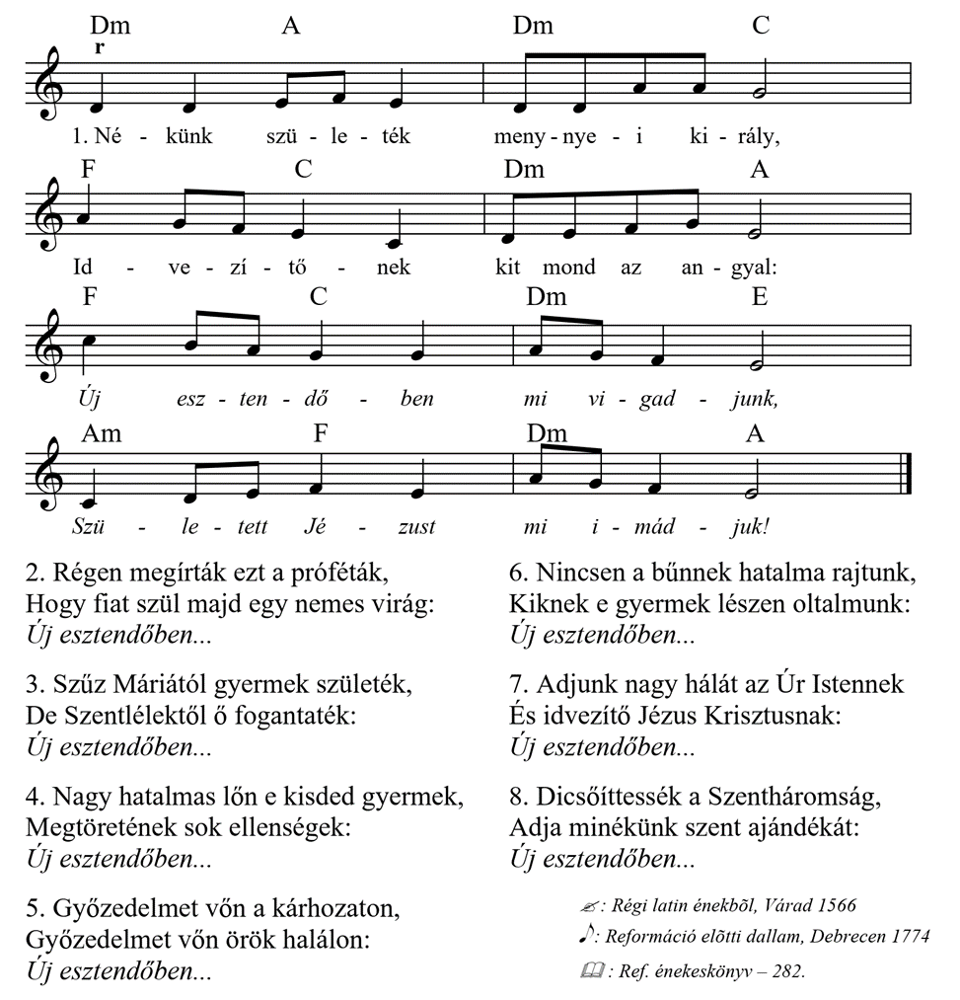 Dm A Dm C
r
1. Né - künk szü - le - ték meny - nye - i ki - rály,
F C Dm A
Id - ve - zí - tő - nek kit mond az an - gyal:
F C Dm E
Új esz - ten - dő - ben mi vi - gad - junk,
Am F Dm A
Szü - le - tett Jé - zust mi i - mád - juk!
2. Régen megírták ezt a próféták,
Hogy fiat szül majd egy nemes virág:
Új esztendőben...
3. Szűz Máriától gyermek születék,
De Szentlélektől ő fogantaték:
Új esztendőben...
4. Nagy hatalmas lőn e kisded gyermek,
Megtöretének sok ellenségek:
Új esztendőben...
5. Győzedelmet vőn a kárhozaton,
Győzedelmet vőn örök halálon:
Új esztendőben...
6. Nincsen a bűnnek hatalma rajtunk,
Kiknek e gyermek lészen oltalmunk:
Új esztendőben...
7. Adjunk nagy hálát az Úr Istennek
És idvezítő Jézus Krisztusnak:
Új esztendőben...
8. Dicsőíttessék a Szentháromság,
Adja minékünk szent ajándékát:
Új esztendőben...
: Régi latin énekbõl, Várad 1566
: Reformáció elõtti dallam, Debrecen 1774
: Ref. énekeskönyv – 282.